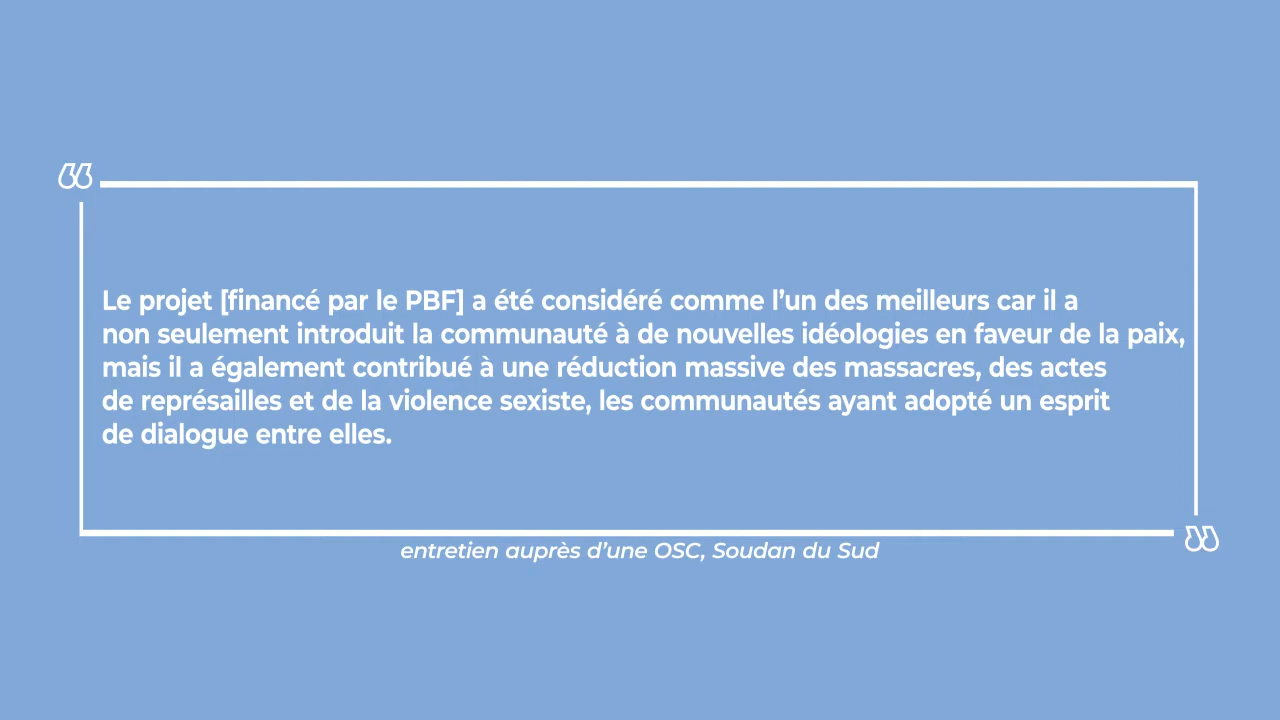 Le projet [financé par le PBF] a été considéré comme l’un des meilleurs car il a
non seulement introduit la communauté à de nouvelles idéologies en faveur de la paix,
mais il a également contribué à une réduction massive des massacres, des actes
de représailles et de la violence sexiste, les communautés ayant adopté un esprit
de dialogue entre elles.
entretien auprès d’une OSC, Soudan du Sud